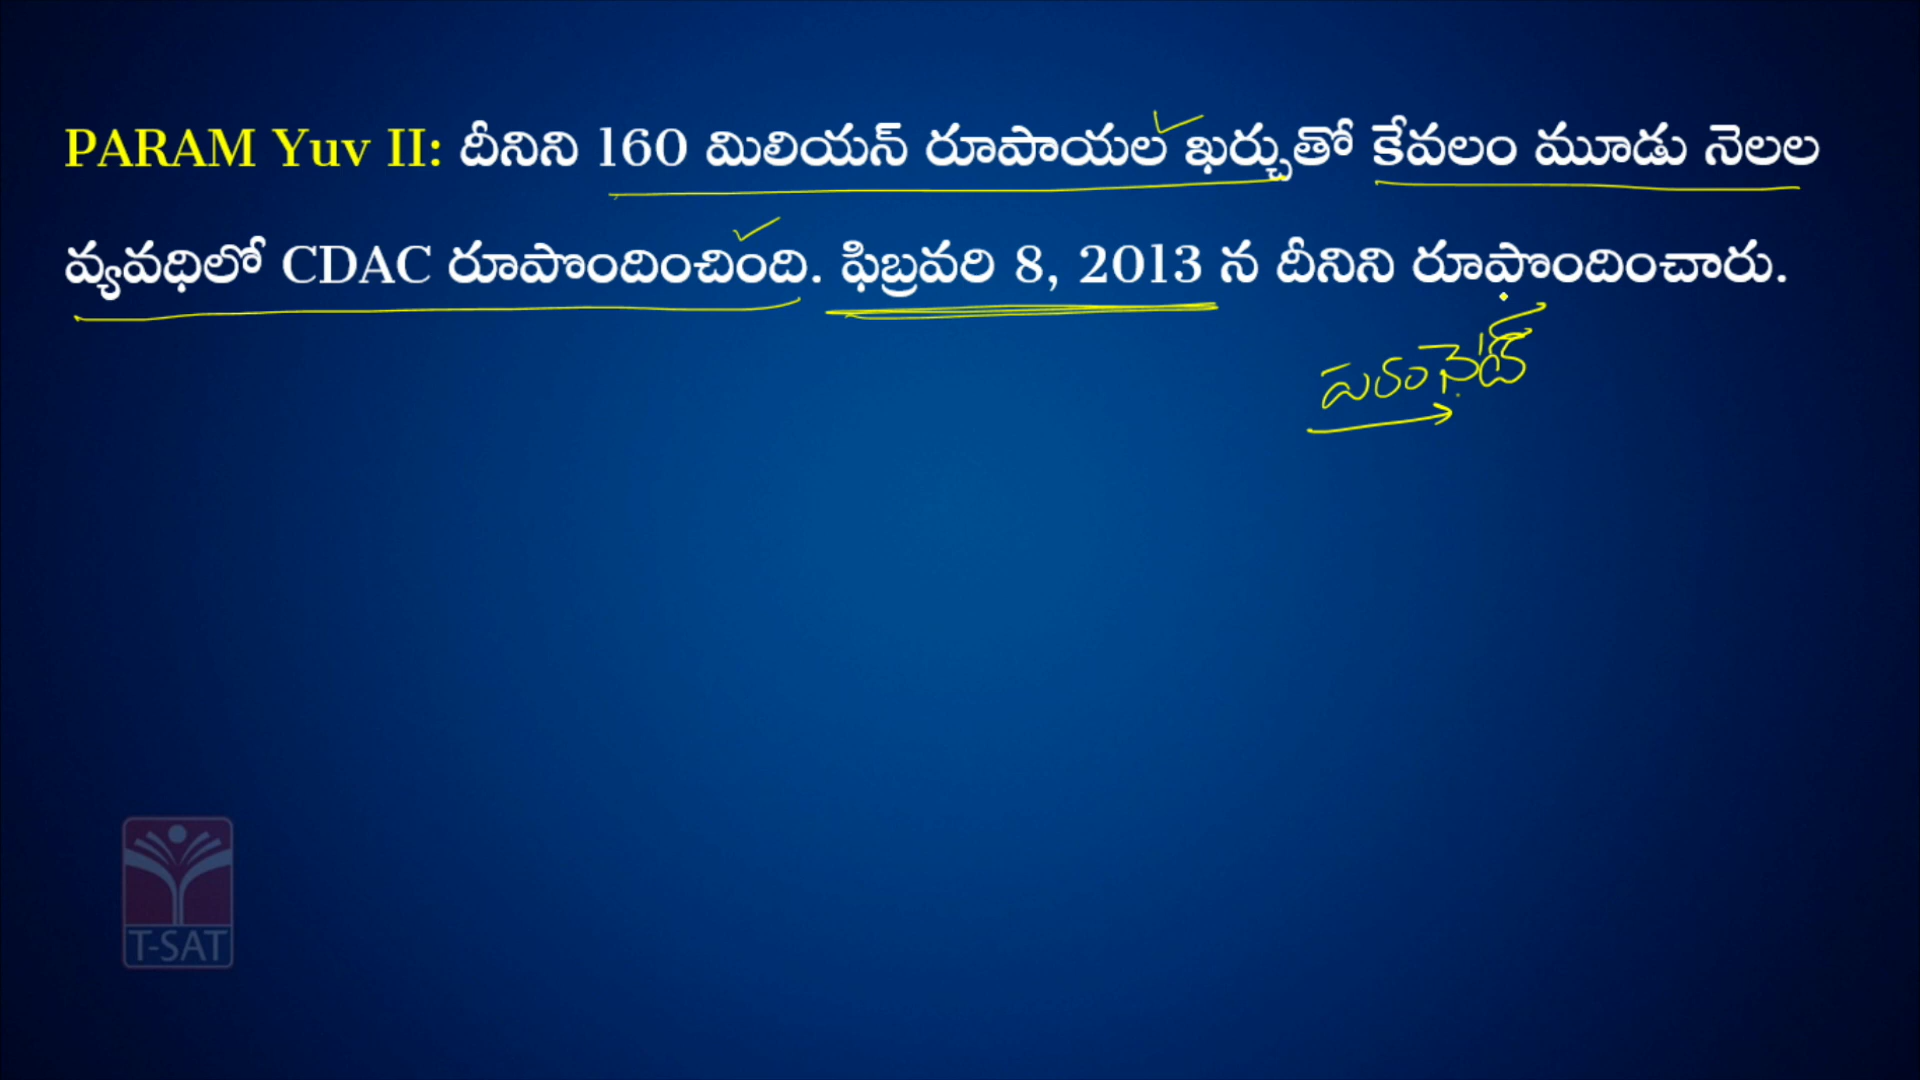 PARAM Yuv II: దీనిని 160 మిలియన్ రూపాయల ఖర్చుతో కేవలం మూడు నెలల
వ్యవధిలో CDAC రూపొందించింది. ఫిబ్రవరి 8, 2013 న దీనిని రూపొందించారు.
పరం నెట్
T-SAT